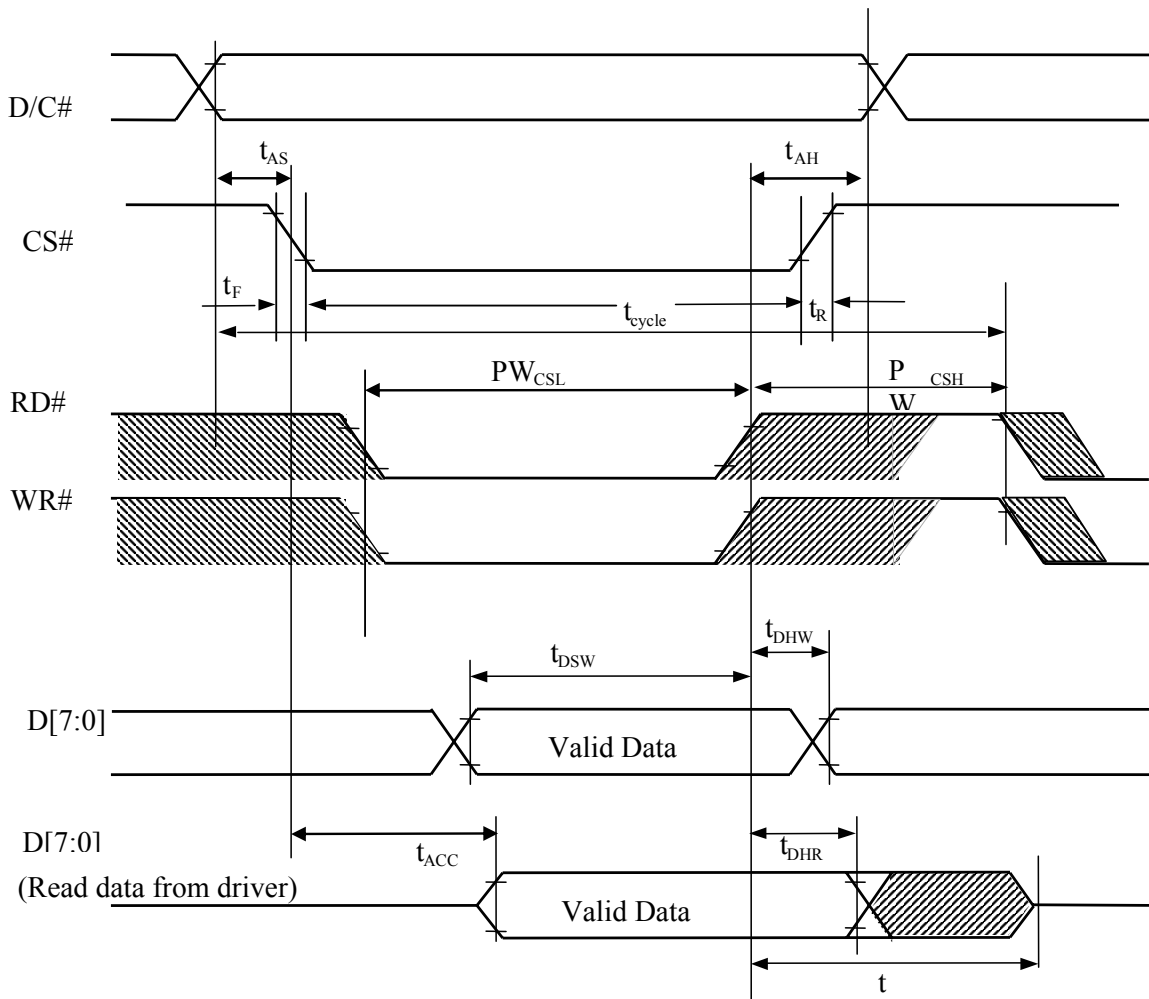 D/C#
tAS
tAH
CS#
tF
tcycle
tR
PWCSL
P CSH
W
RD#
WR#
tDSW
tDHW
D[7:0]
Valid Data
D[7:0]
tACC
tDHR
(Read data from driver)
Valid Data
t